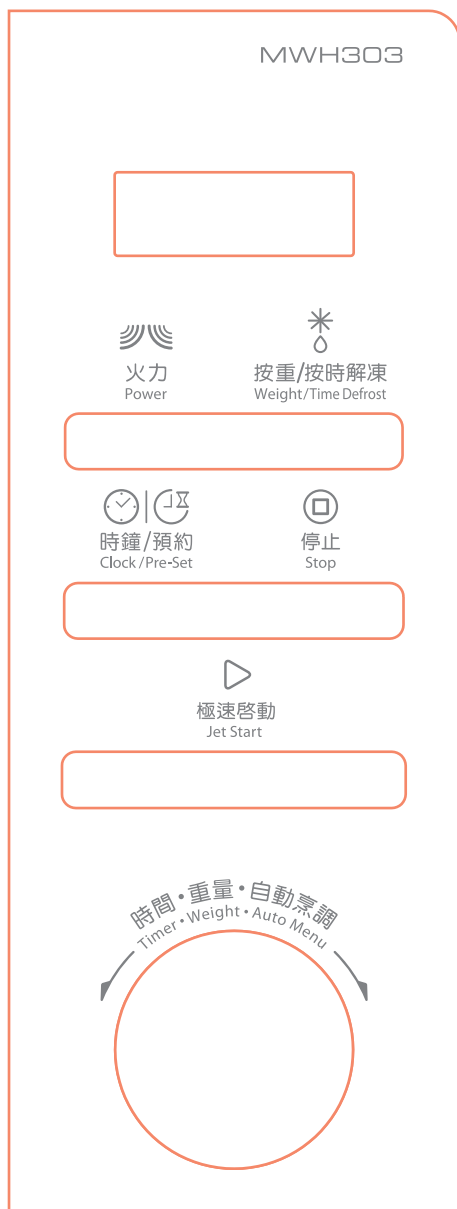 MWH303
火力
Power
按重/按時解凍
Weight/Time Defrost
時鐘/預約
Clock/Pre-Set
停止
Stop
極速啓動
Jet Start
時間・重量・自動烹調
Timer・Weight・Auto Menu